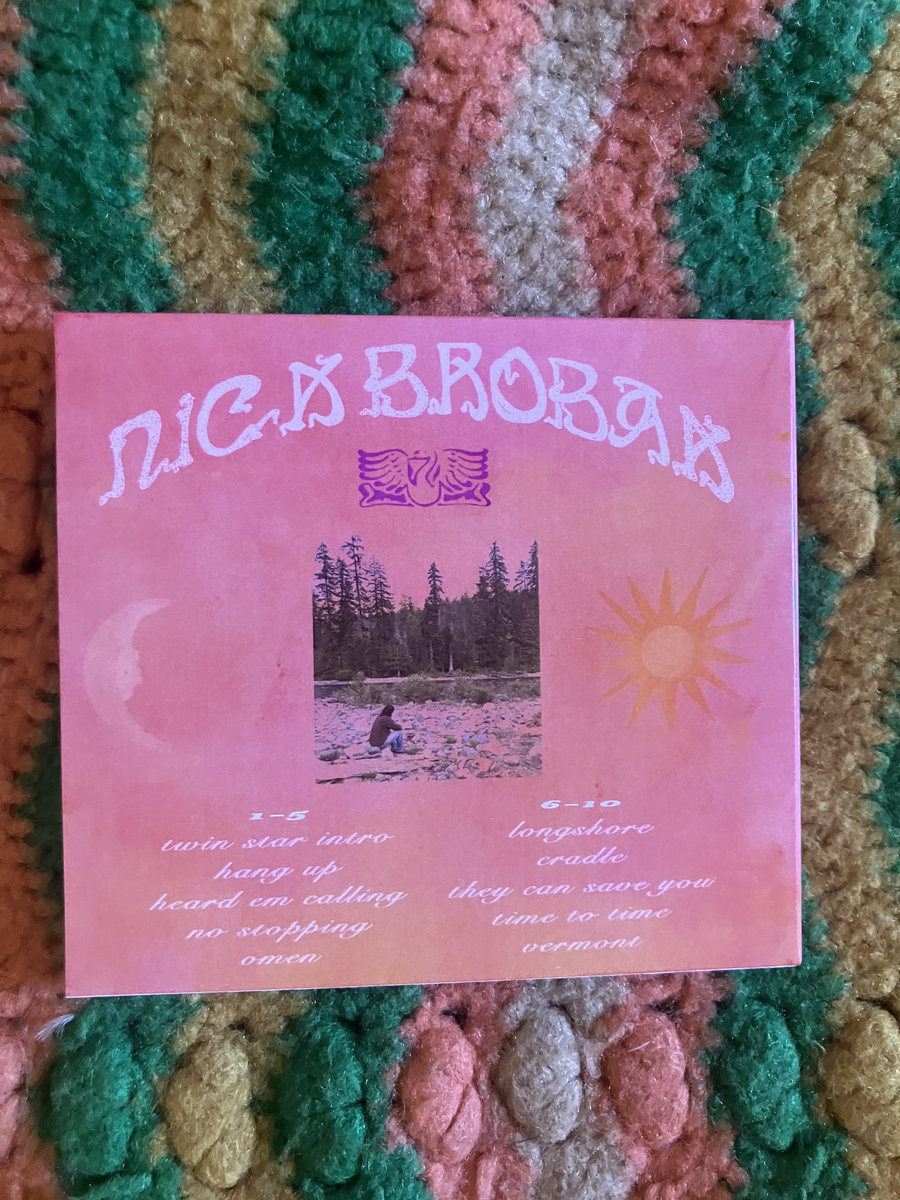 NICK BROBAK
7
1-5
twin star intro
hang up
heard em calling
no stopping
omen
6-10
longshore
cradle
they can save you
time to time
vermont